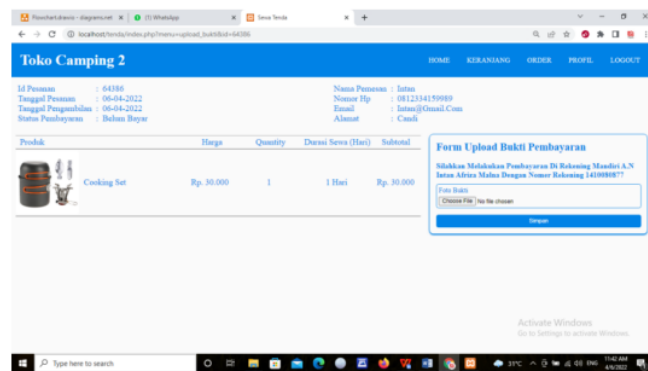 Flowchart.drawio - diagrams.net
(1) WhatsApp
Sewa Tenda
localhost/tenda/index.php?menu=upload_bukti&id=64386
Toko Camping 2
HOME KERANJANG ORDER PROFIL LOGOUT
Id Pesanan : 64386
Tanggal Pesanan : 06-04-2022
Tanggal Pengambilan : 06-04-2022
Status Pembayaran : Belum Bayar
Nama Pemesan : Intan
Nomor Hp : 0812334159989
Email : Intan@Gmail.Com
Alamat : Candi
Produk Harga Quantity Durasi Sewa (Hari) Subtotal
Cooking Set Rp. 30.000 1 1 Hari Rp. 30.000
Form Upload Bukti Pembayaran
Silahkan Melakukan Pembayaran Di Rekening Mandiri A.N
Intan Afriza Malna Dengan Nomer Rekening 1410080877
Foto Bukti
Choose File No file chosen
Simpan
Activate Windows
Go to Settings to activate Windows.
Type here to search
31°C
ENG
11:42 AM
4/6/2022